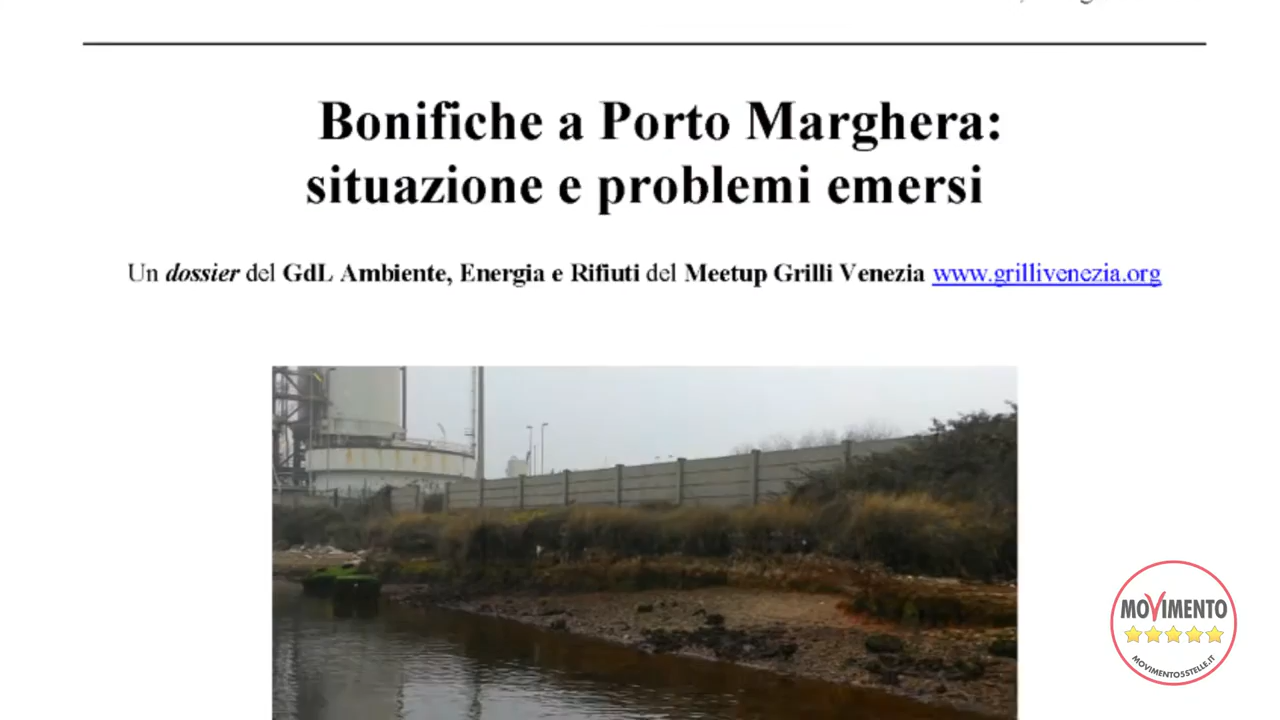 Bonifiche a Porto Marghera:
situazione e problemi emersi
Un dossier del GdL Ambiente, Energia e Rifiuti del Meetup Grilli Venezia www.grillivenezia.org
MOVIMENTO
MOVIMENTO5STELLE.IT